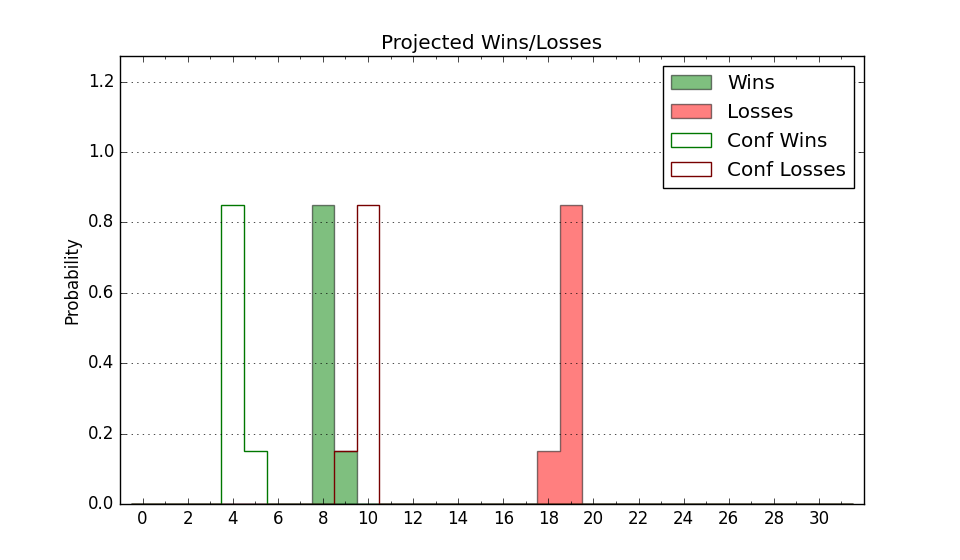 Projected Wins/Losses
1.2
1.0
0.8
0.6
0.4
0.2
0.0
Probability
Wins
Losses
Conf Wins
Conf Losses
0 2 4 6 8 10 12 14 16 18 20 22 24 26 28 30